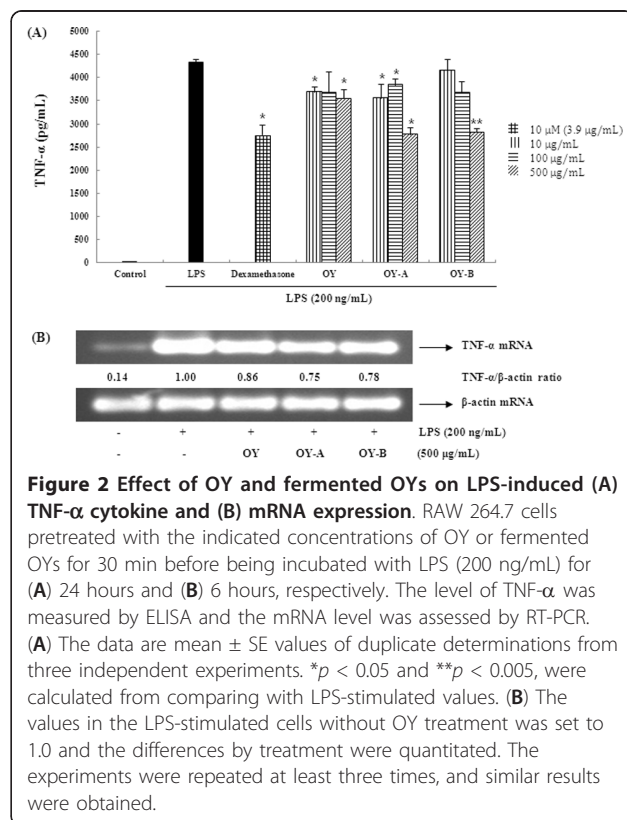 (A)
5000
4500
4000
3500
3000
2500
2000
1500
1000
500
0
TNF-α (pg/mL)
*
*
*
*
*
*
**
10 μM (3.9 μg/mL)
10 μg/mL
100 μg/mL
500 μg/mL
Control LPS Dexamethasone OY OY-A OY-B
LPS (200 ng/mL)
(B)
TNF-α mRNA
0.14 1.00 0.86 0.75 0.78 TNF-α/β-actin ratio
β-actin mRNA
- + + + + LPS (200 ng/mL)
- - OY OY-A OY-B (500 μg/mL)
Figure 2 Effect of OY and fermented OYs on LPS-induced (A)
TNF-α cytokine and (B) mRNA expression. RAW 264.7 cells
pretreated with the indicated concentrations of OY or fermented
OYs for 30 min before being incubated with LPS (200 ng/mL) for
(A) 24 hours and (B) 6 hours, respectively. The level of TNF-α was
measured by ELISA and the mRNA level was assessed by RT-PCR.
(A) The data are mean ± SE values of duplicate determinations from
three independent experiments. *p < 0.05 and **p < 0.005, were
calculated from comparing with LPS-stimulated values. (B) The
values in the LPS-stimulated cells without OY treatment was set to
1.0 and the differences by treatment were quantitated. The
experiments were repeated at least three times, and similar results
were obtained.